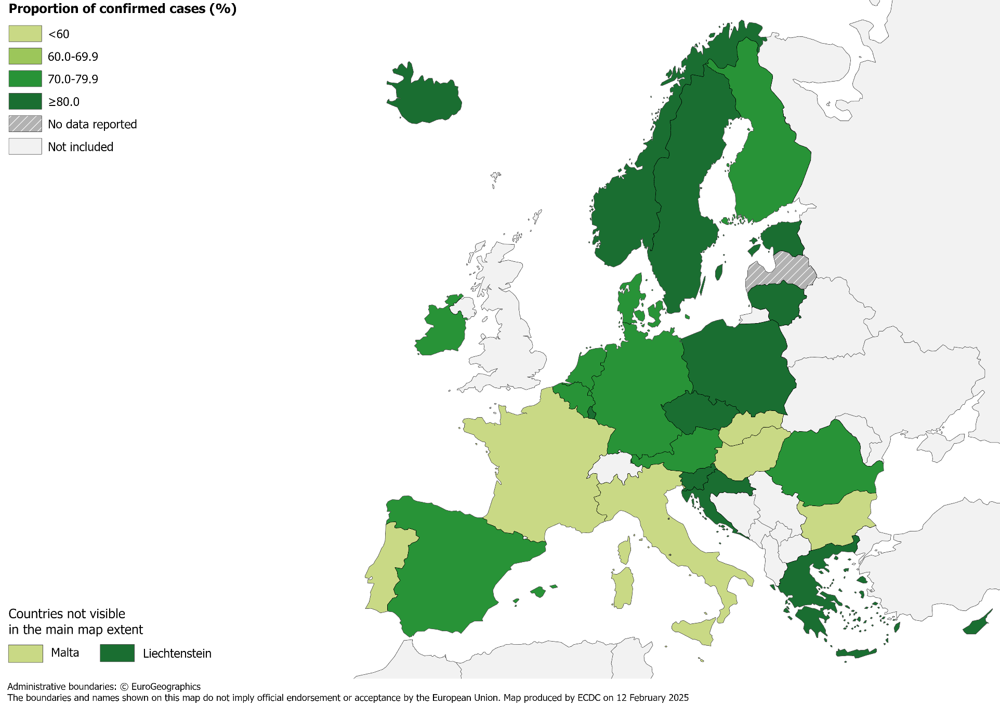 Proportion of confirmed cases (%)
<60
60.0-69.9
70.0-79.9
≥80.0
No data reported
Not included
Countries not visible
in the main map extent
Malta
Liechtenstein
Administrative boundaries: © EuroGeographics
The boundaries and names shown on this map do not imply official endorsement or acceptance by the European Union. Map produced by ECDC on 12 February 2025